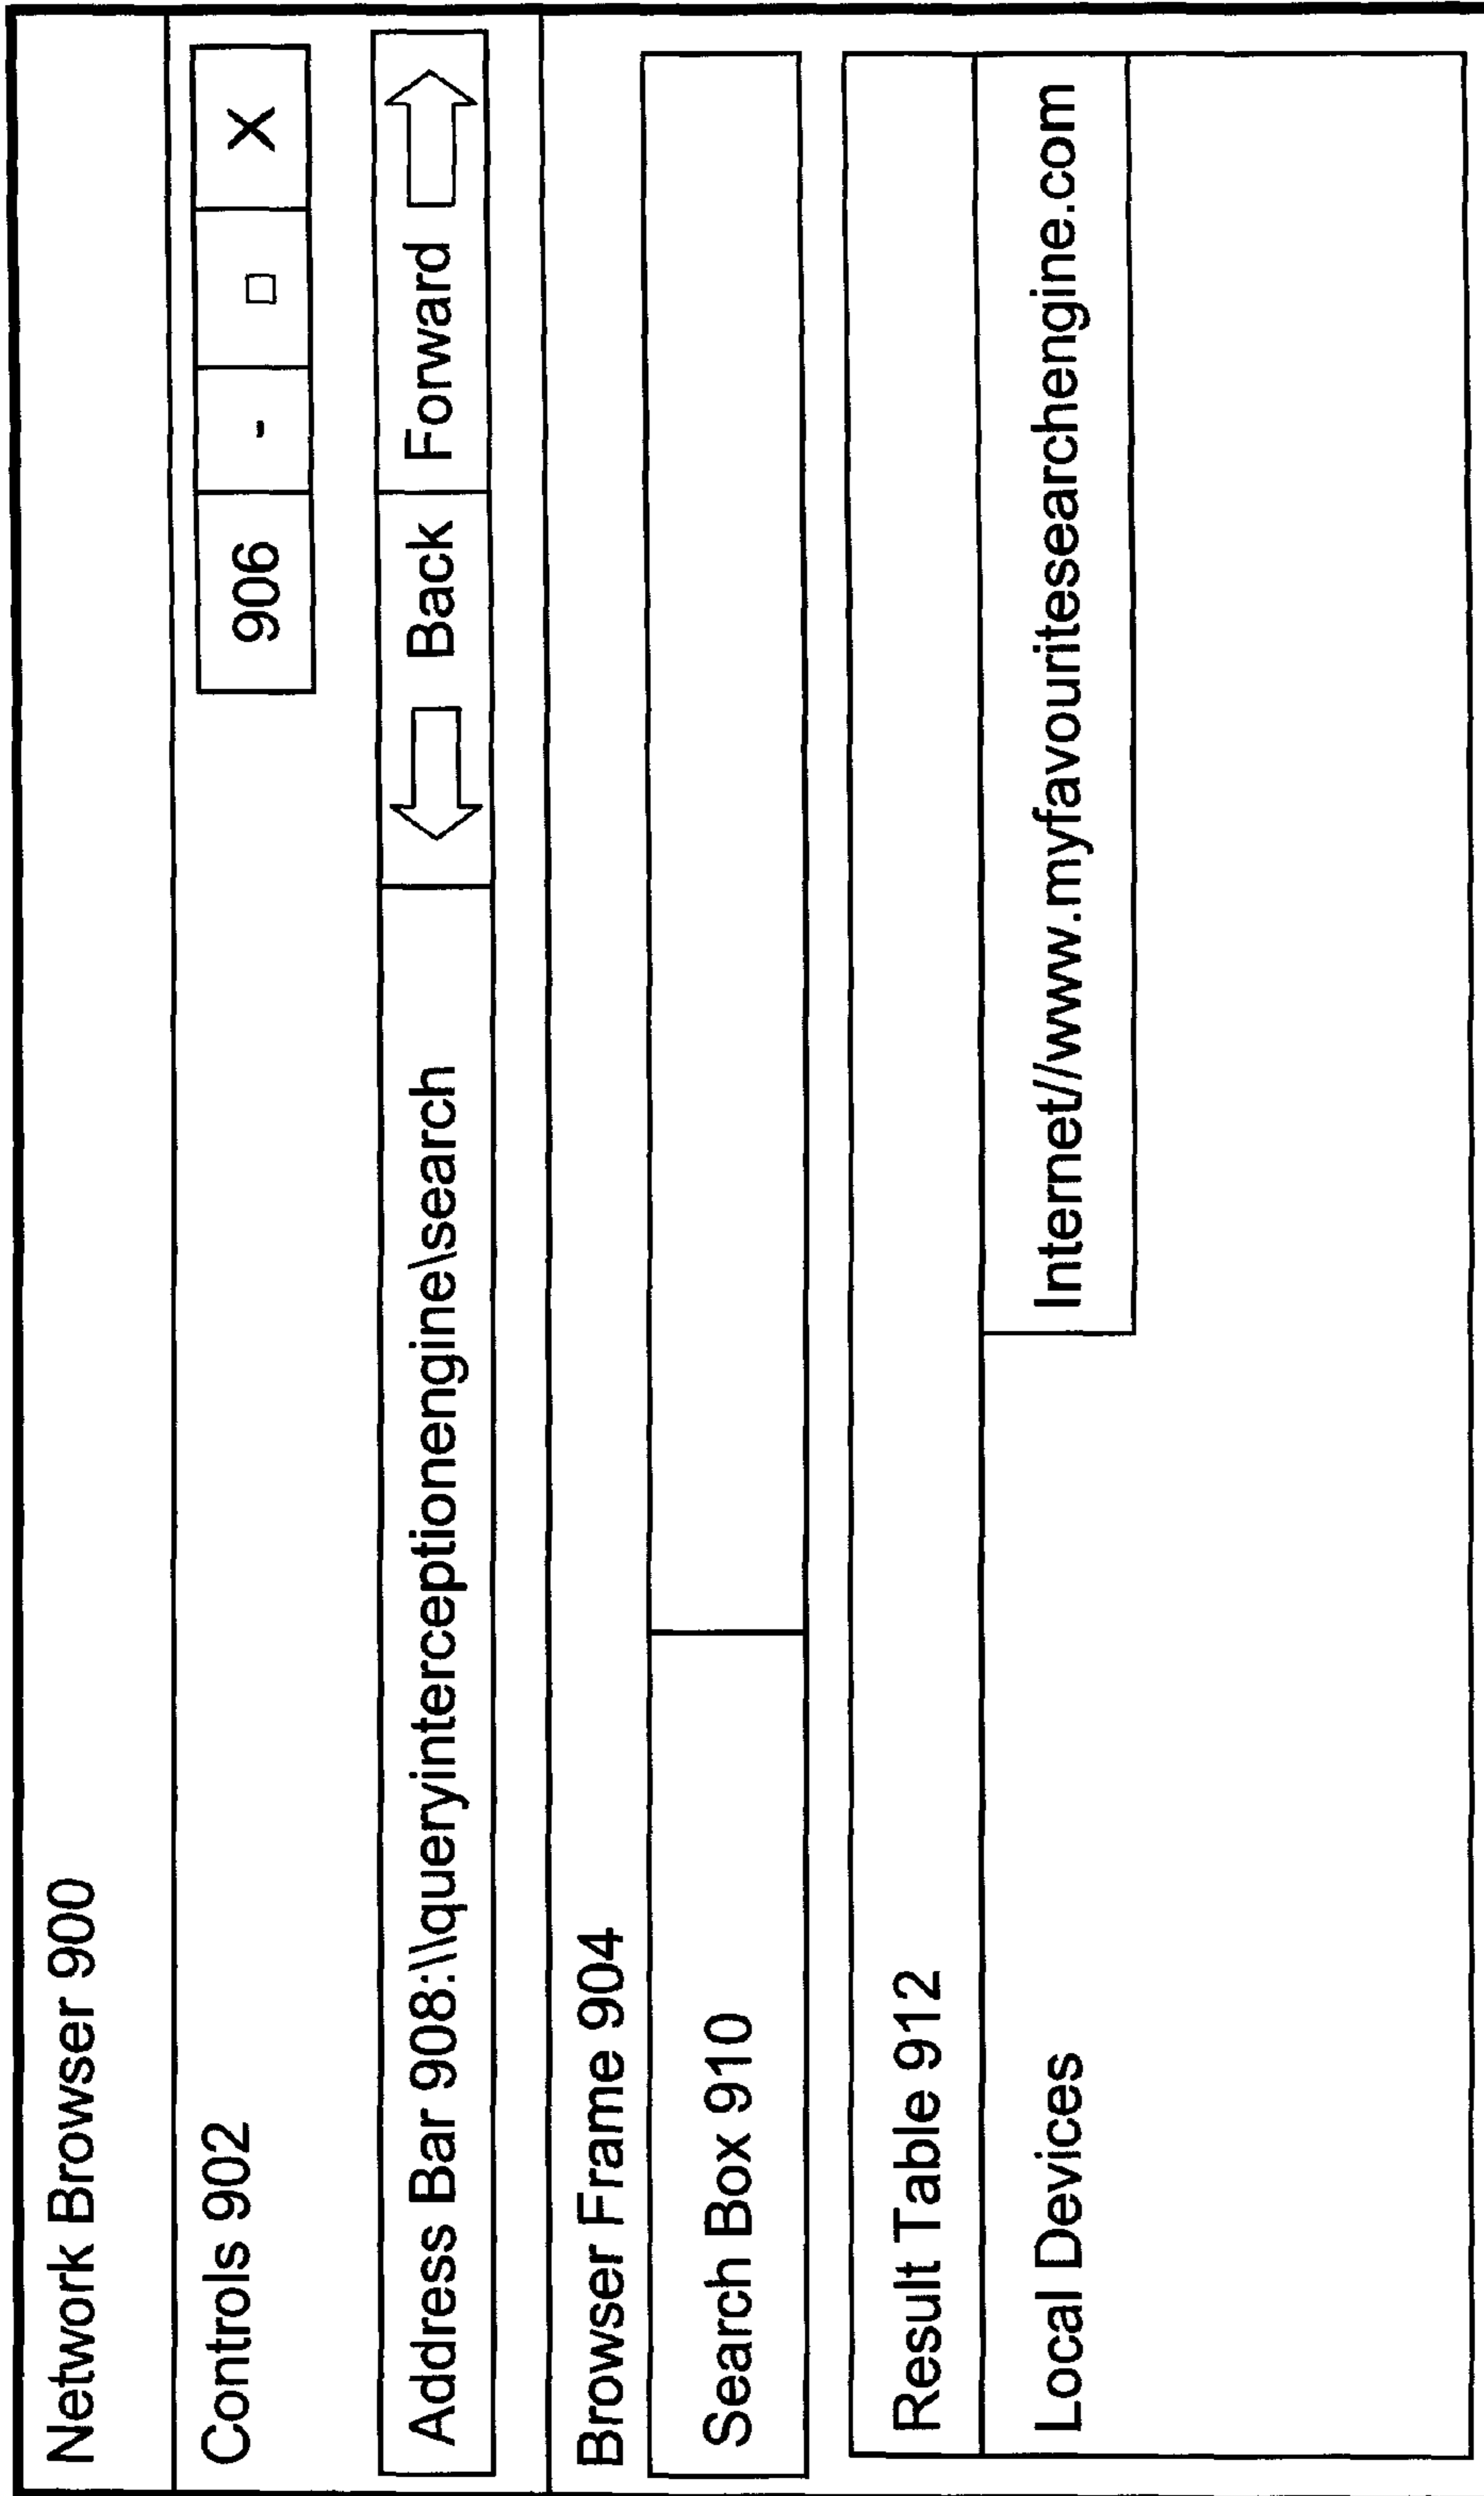 Network Browser 900
Controls 902
906 - □ X
Address Bar 908:\\queryinterceptionengine\search Back Forward
Browser Frame 904
Search Box 910
Result Table 912
Local Devices Internet//www.myfavouritesearchengine.com